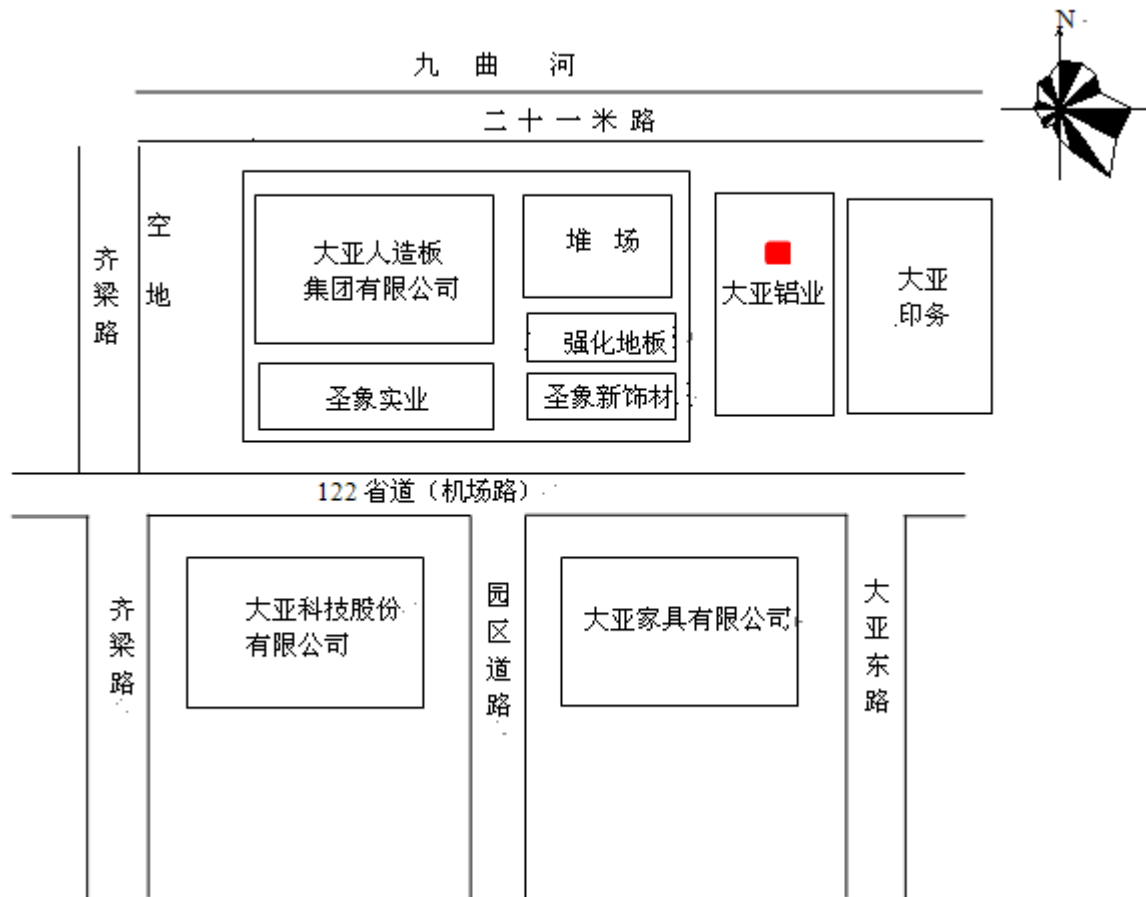 N
九 曲 河
二 十 一 米 路
齐梁路
空地
大亚人造板
集团有限公司
堆 场
大亚铝业
大亚
印务
强化地板
圣象实业
圣象新饰材
122 省道（机场路）
齐梁路
大亚科技股份
有限公司
园区道路
大亚家具有限公司
大亚东路